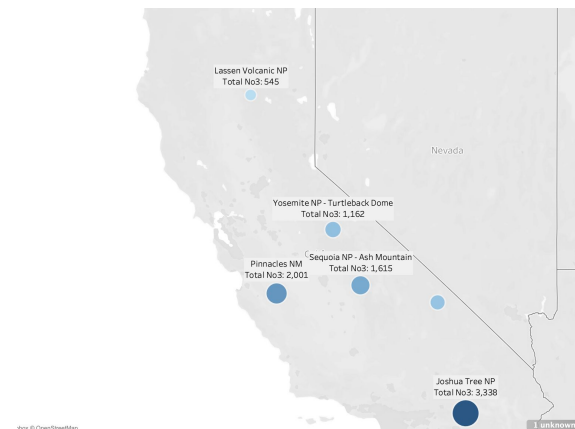 Lassen Volcanic NP
Total No3: 545
Nevada
Yosemite NP - Turtleback Dome
Total No3: 1,162
Sequoia NP - Ash Mountain
Total No3: 1,615
Pinnacles NM
Total No3: 2,001
Joshua Tree NP
Total No3: 3,338
1 unknown
© OpenStreetMap